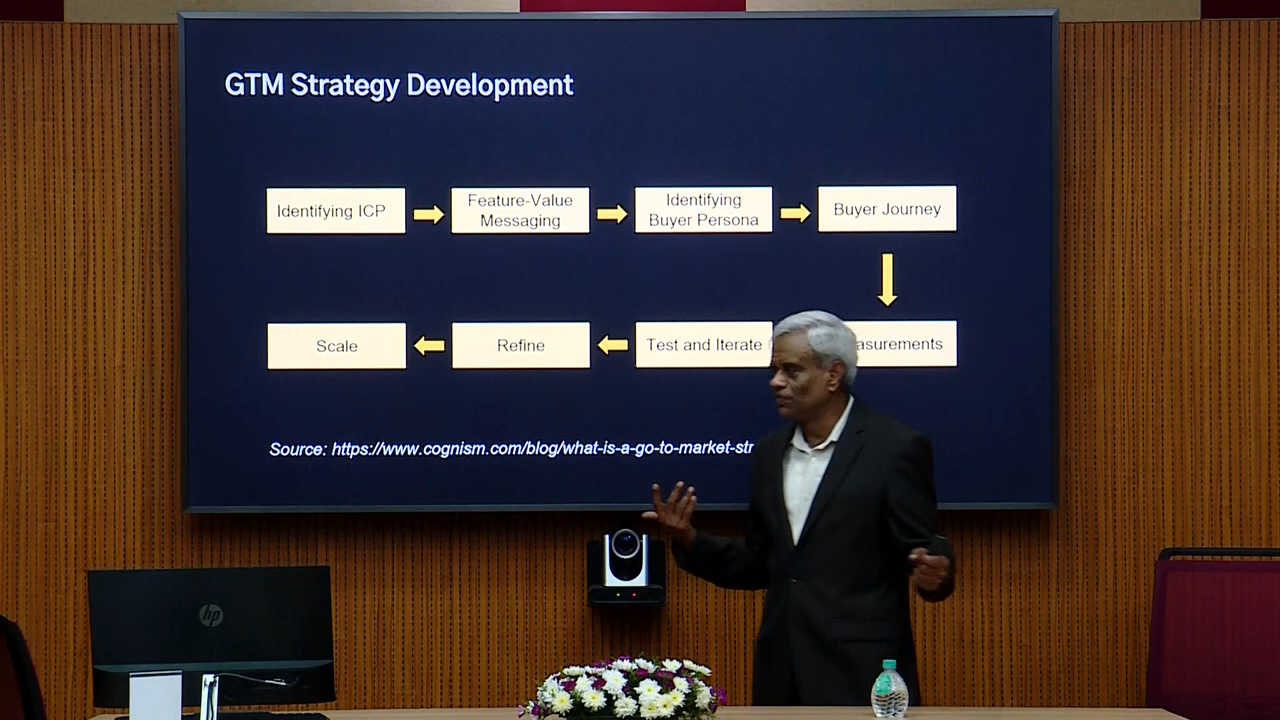 GTM Strategy Development
Identifying ICP
Feature-Value
Messaging
Identifying
Buyer Persona
Buyer Journey
Scale
Refine
Test and Iterate
asurements
Source: https://www.cognism.com/blog/what-is-a-go-to-market-str
hp